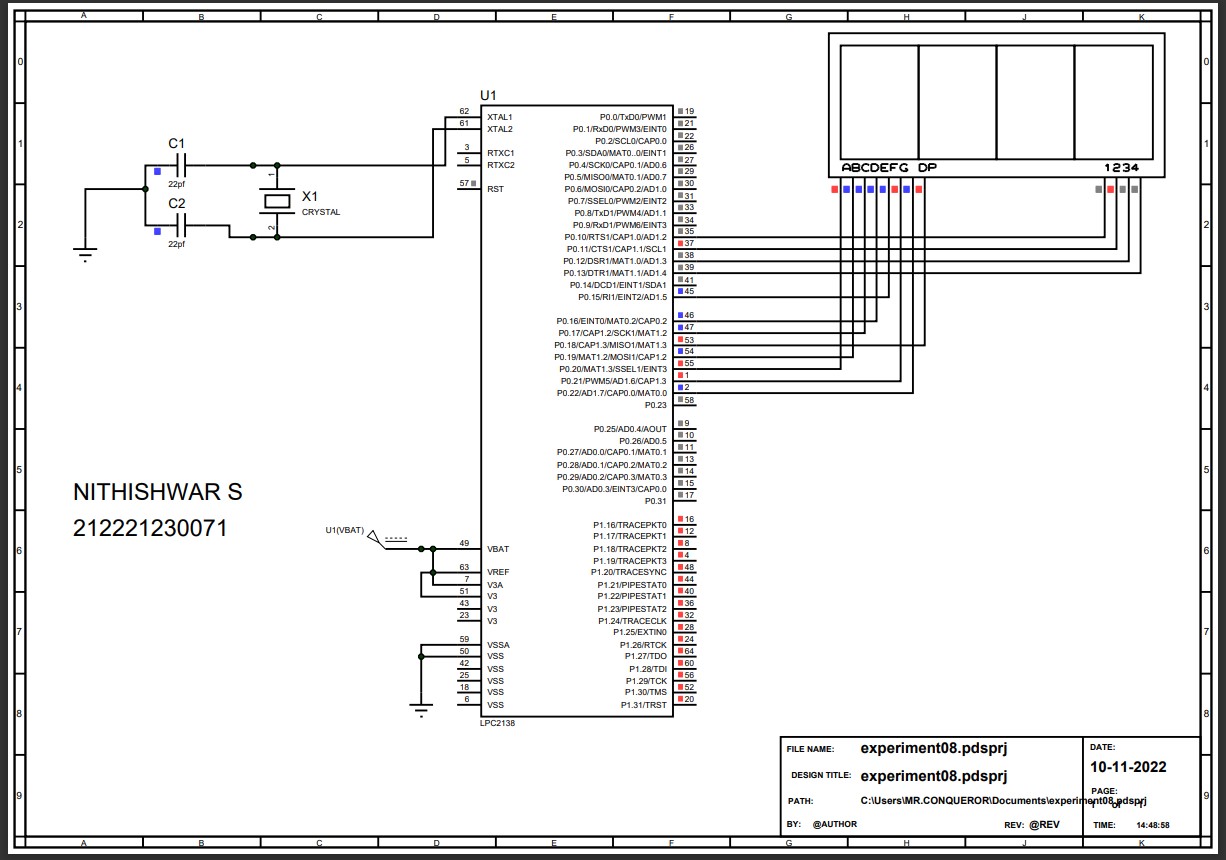 A B C D E F G H J K
0 0
1 1
2 2
3 3
4 4
5 5
6 6
7 7
8 8
9 9
ABCDEFG DP 1234
C1
22pf
C2
22pf
X1
CRYSTAL
1
2
U1
62 XTAL1
61 XTAL2
3 RTXC1
5 RTXC2
57 RST
49 VBAT
63 VREF
7 V3A
51 V3
43 V3
23 V3
59 VSSA
50 VSS
42 VSS
25 VSS
18 VSS
6 VSS
P0.0/TxD0/PWM1 19
P0.1/RxD0/PWM3/EINT0 21
P0.2/SCL0/CAP0.0 22
P0.3/SDA0/MAT0..0/EINT1 26
P0.4/SCK0/CAP0.1/AD0.6 27
P0.5/MISO0/MAT0.1/AD0.7 29
P0.6/MOSI0/CAP0.2/AD1.0 30
P0.7/SSEL0/PWM2/EINT2 31
P0.8/TxD1/PWM4/AD1.1 33
P0.9/RxD1/PWM6/EINT3 34
P0.10/RTS1/CAP1.0/AD1.2 35
P0.11/CTS1/CAP1.1/SCL1 37
P0.12/DSR1/MAT1.0/AD1.3 38
P0.13/DTR1/MAT1.1/AD1.4 39
P0.14/DCD1/EINT1/SDA1 41
P0.15/RI1/EINT2/AD1.5 45
P0.16/EINT0/MAT0.2/CAP0.2 46
P0.17/CAP1.2/SCK1/MAT1.2 47
P0.18/CAP1.3/MISO1/MAT1.3 53
P0.19/MAT1.2/MOSI1/CAP1.2 54
P0.20/MAT1.3/SSEL1/EINT3 55
P0.21/PWM5/AD1.6/CAP1.3 1
P0.22/AD1.7/CAP0.0/MAT0.0 2
P0.23 58
P0.25/AD0.4/AOUT 9
P0.26/AD0.5 10
P0.27/AD0.0/CAP0.1/MAT0.1 11
P0.28/AD0.1/CAP0.2/MAT0.2 13
P0.29/AD0.2/CAP0.3/MAT0.3 14
P0.30/AD0.3/EINT3/CAP0.0 15
P0.31 17
P1.16/TRACEPKT0 16
P1.17/TRACEPKT1 12
P1.18/TRACEPKT2 8
P1.19/TRACEPKT3 4
P1.20/TRACESYNC 48
P1.21/PIPESTAT0 44
P1.22/PIPESTAT1 40
P1.23/PIPESTAT2 36
P1.24/TRACECLK 32
P1.25/EXTIN0 28
P1.26/RTCK 24
P1.27/TDO 64
P1.28/TDI 60
P1.29/TCK 56
P1.30/TMS 52
P1.31/TRST 20
LPC2138
U1(VBAT)
NITHISHWAR S
212221230071
FILE NAME: experiment08.pdsprj
DESIGN TITLE: experiment08.pdsprj
PATH: C:\Users\MR.CONQUEROR\Documents\experiment08.pdsprj
BY: @AUTHOR REV: @REV
DATE:
10-11-2022
PAGE:
TIME: 14:48:58
A B C D E F G H J K